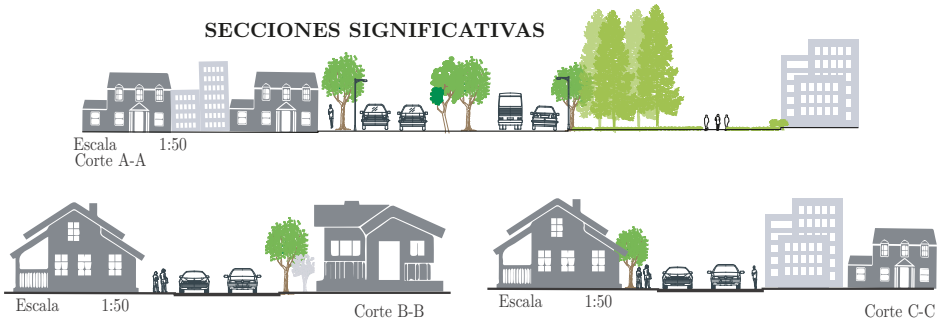 SECCIONES SIGNIFICATIVAS
Escala 1:50
Corte A-A
Escala 1:50
Corte B-B
Escala 1:50
Corte C-C